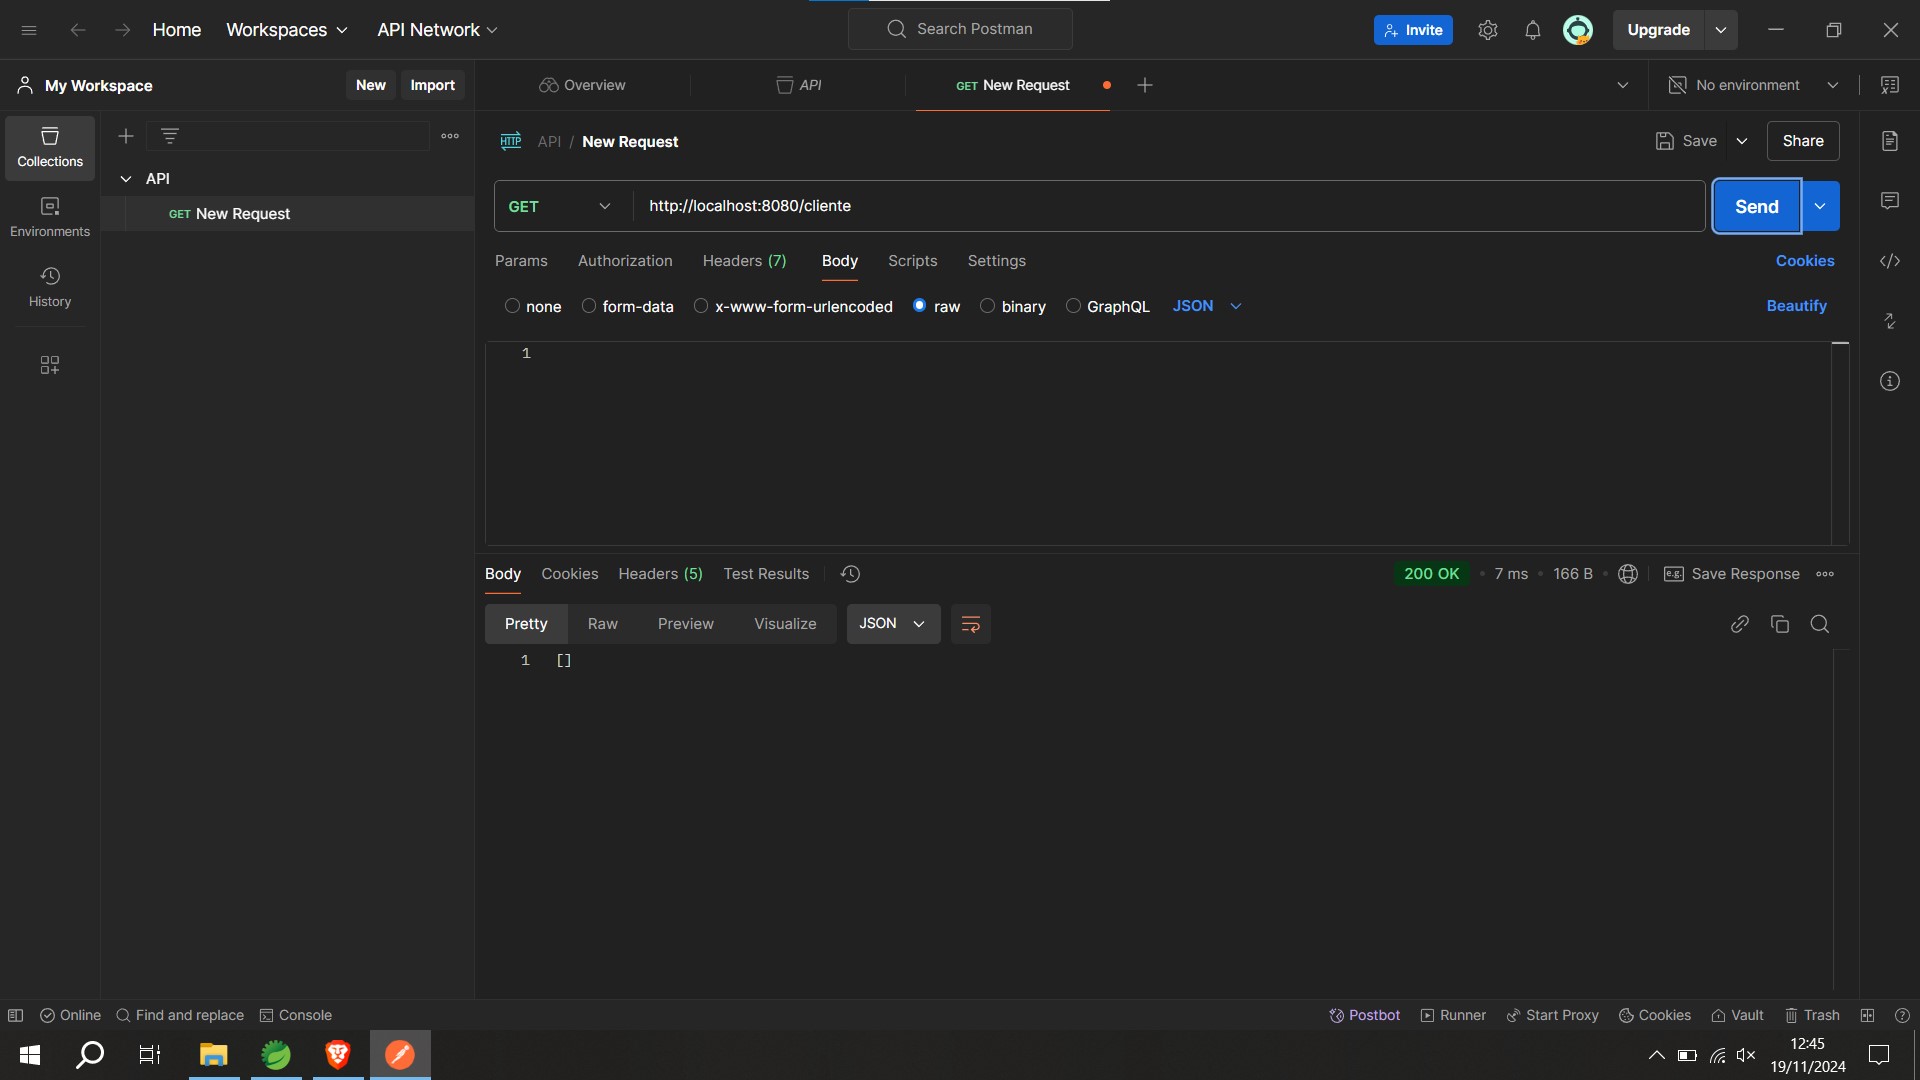 Home Workspaces API Network Search Postman Invite Upgrade
My Workspace New Import Overview API GET New Request No environment
Collections
Environments
History
API
GET New Request
HTTP API / New Request Save Share
GET http://localhost:8080/cliente Send
Params Authorization Headers (7) Body Scripts Settings Cookies
none form-data x-www-form-urlencoded raw binary GraphQL JSON Beautify
1
Body Cookies Headers (5) Test Results 200 OK • 7 ms • 166 B • e.g. Save Response
Pretty Raw Preview Visualize JSON
1 []
Online Find and replace Console Postbot Runner Start Proxy Cookies Vault Trash
12:45
19/11/2024